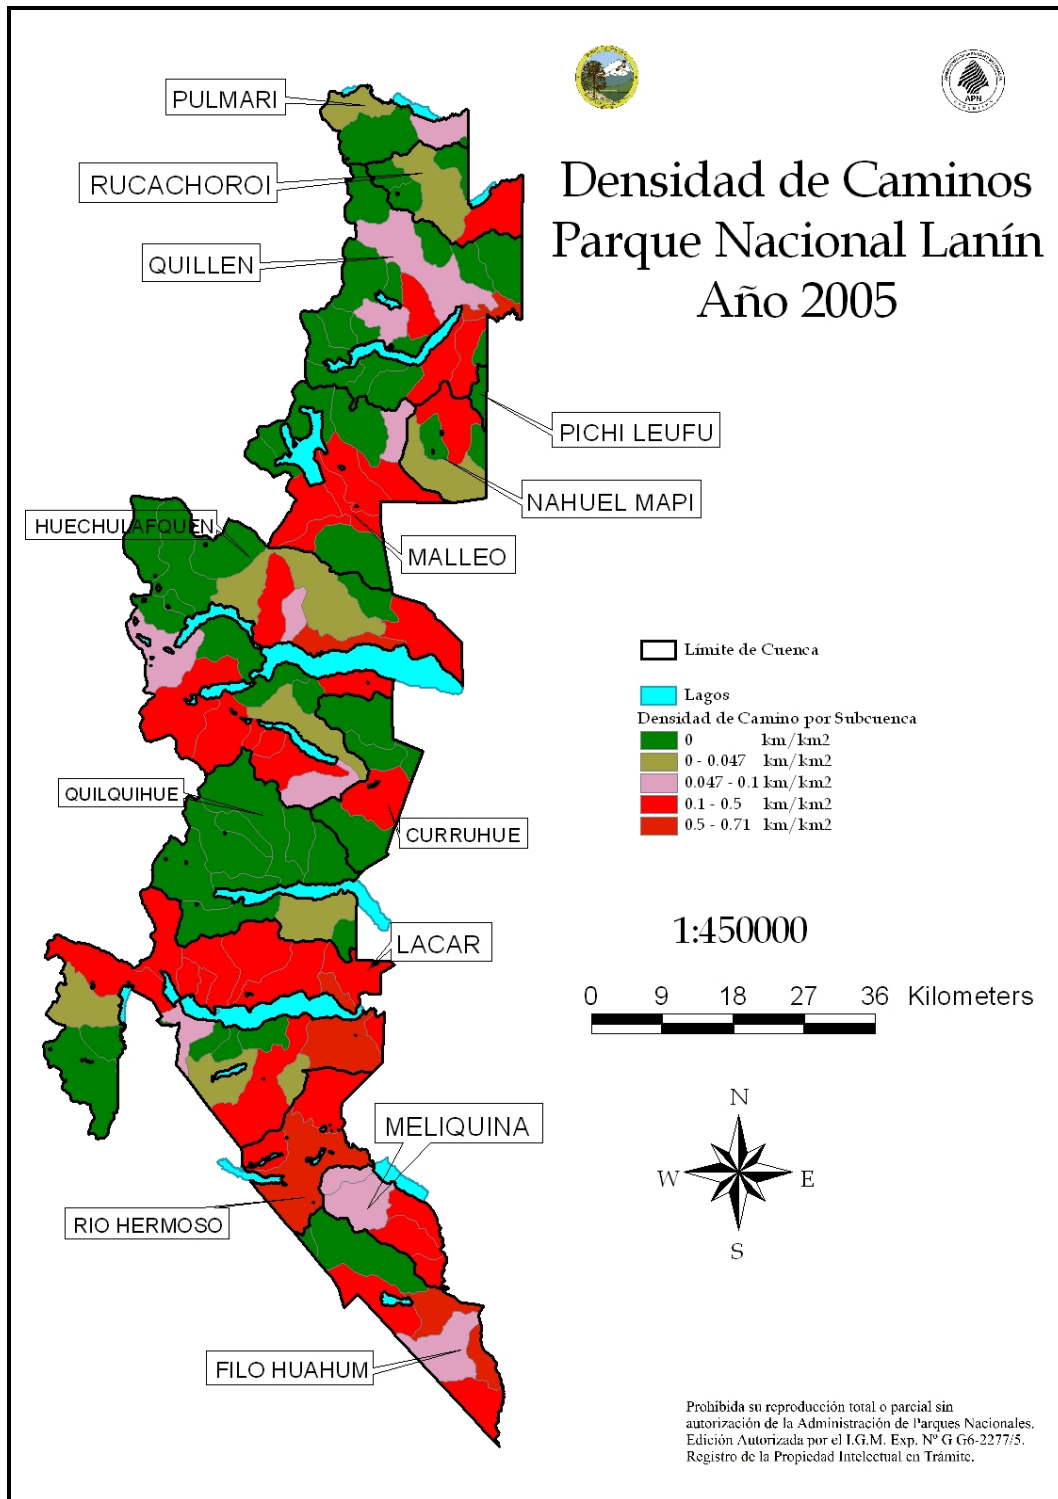 PULMARI
RUCACHOROI
QUILLEN
APN
Densidad de Caminos
Parque Nacional Lanín
Año 2005
PICHI LEUFU
NAHUEL MAPI
HUECHULAFQUEN
MALLEO
Límite de Cuenca
Lagos
Densidad de Camino por Subcuenca
0 km/km2
0 - 0.047 km/km2
0.047 - 0.1 km/km2
0.1 - 0.5 km/km2
0.5 - 0.71 km/km2
QUILQUIHUE
CURRUHUE
LACAR
1:450000
0 9 18 27 36 Kilometers
N
W E
S
MELIQUINA
RIO HERMOSO
FILO HUAHUM
Prohibida su reproducción total o parcial sin
autorización de la Administración de Parques Nacionales.
Edición Autorizada por el I.G.M. Exp. Nº G G6-2277/5.
Registro de la Propiedad Intelectual en Trámite.